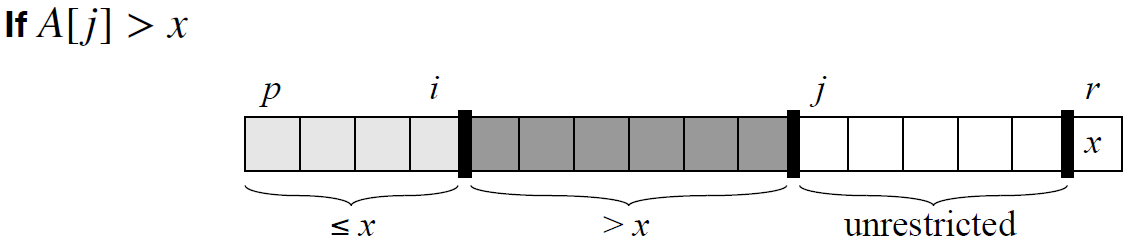 If A[j] > x
p i j r
x
≤ x > x unrestricted